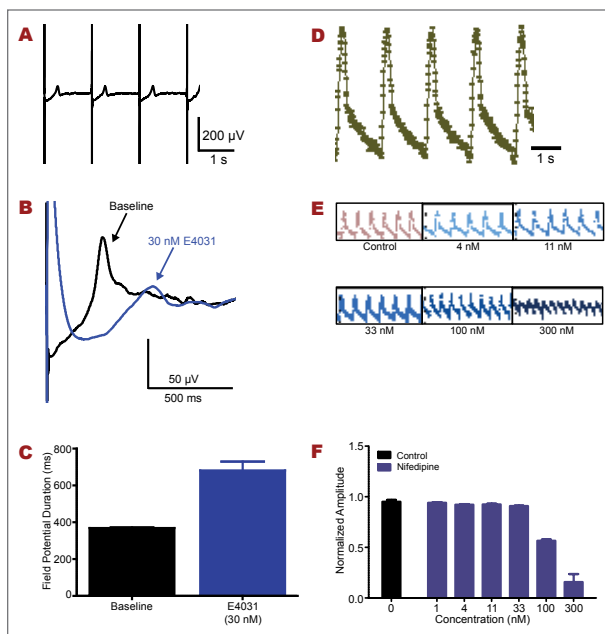 A
200 µV
1 s
B
Baseline
30 nM E4031
50 µV
500 ms
C
Field Potential Duration (ms)
800
600
400
200
0
Baseline
E4031
(30 nM)
D
1 s
E
Control
4 nM
11 nM
33 nM
100 nM
300 nM
F
Control
Nifedipine
Normalized Amplitude
1.5
1.0
0.5
0
0 1 4 11 33 100 300
Concentration (nM)